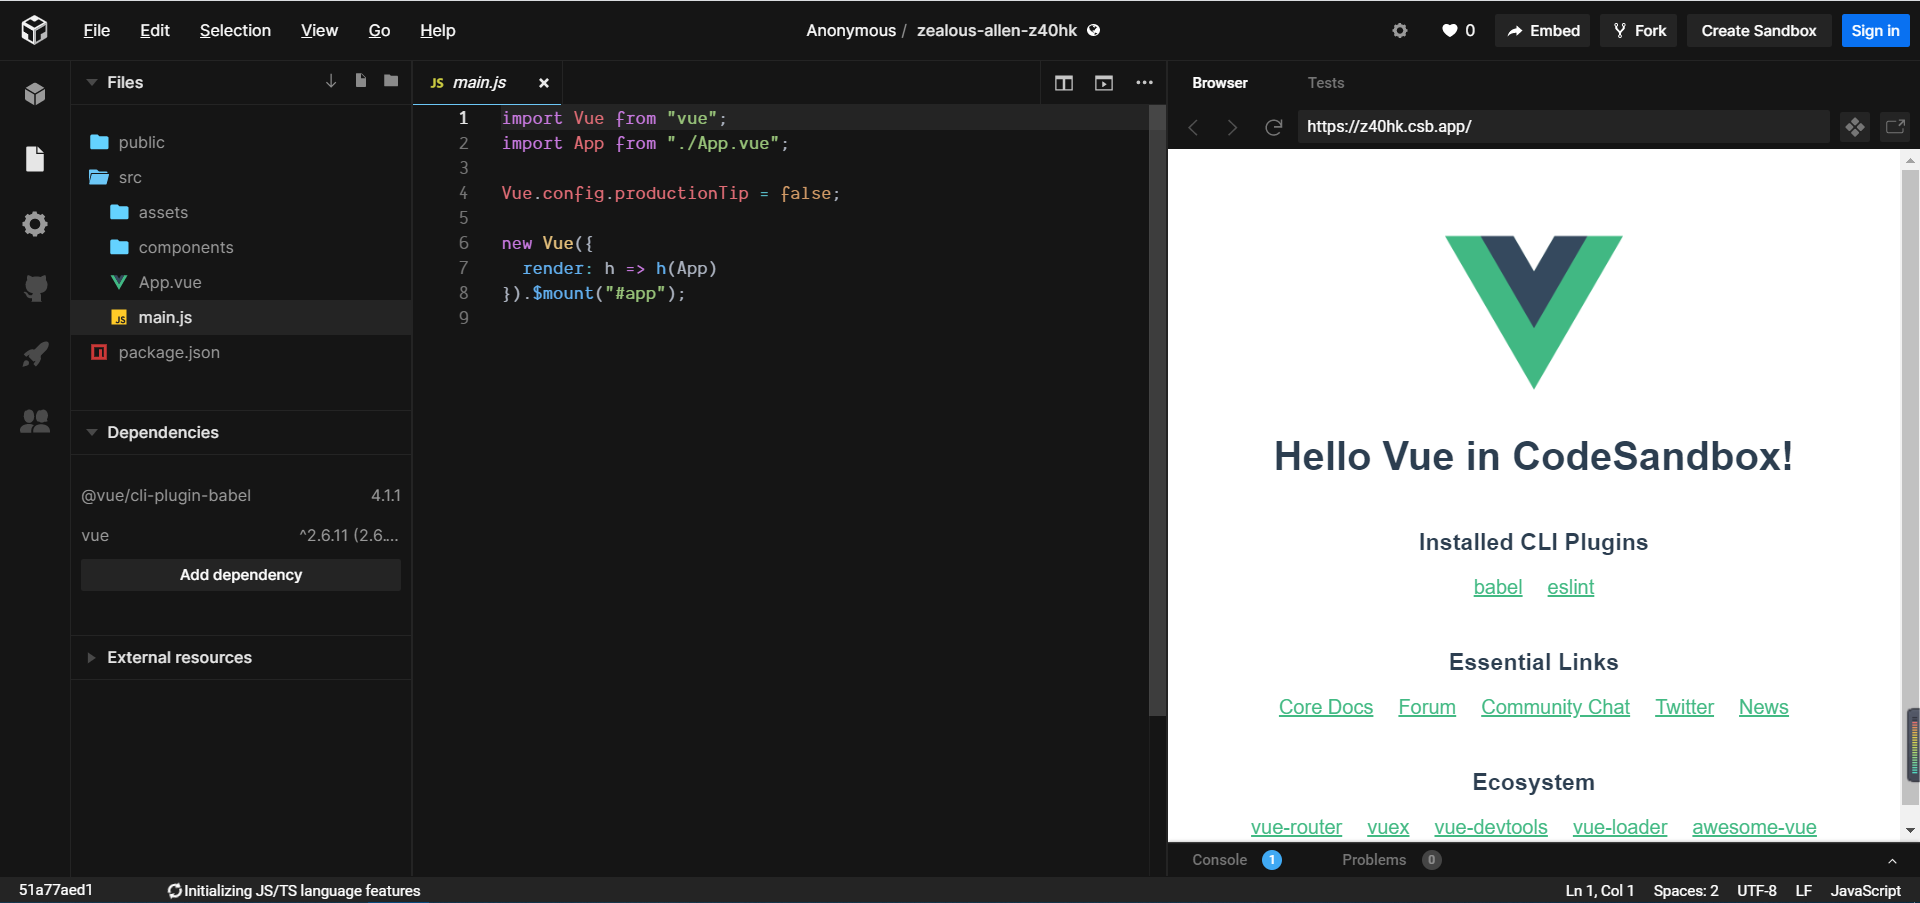 File Edit Selection View Go Help
Anonymous / zealous-allen-z40hk
0 Embed Fork Create Sandbox Sign in
Files
public
src
assets
components
App.vue
JS main.js
package.json
Dependencies
@vue/cli-plugin-babel 4.1.1
vue ^2.6.11 (2.6....
Add dependency
External resources
JS main.js
1 import Vue from "vue";
2 import App from "./App.vue";
3
4 Vue.config.productionTip = false;
5
6 new Vue({
7 render: h => h(App)
8 }).$mount("#app");
9
Browser Tests
https://z40hk.csb.app/
Hello Vue in CodeSandbox!
Installed CLI Plugins
babel eslint
Essential Links
Core Docs Forum Community Chat Twitter News
Ecosystem
vue-router vuex vue-devtools vue-loader awesome-vue
Console 1 Problems 0
51a77aed1 Initializing JS/TS language features
Ln 1, Col 1 Spaces: 2 UTF-8 LF JavaScript